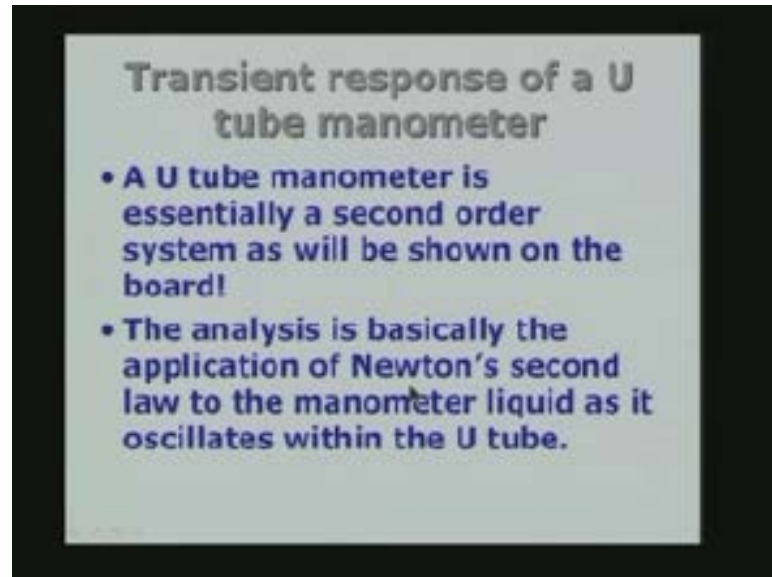 Transient response of a U
tube manometer
• A U tube manometer is
essentially a second order
system as will be shown on the
board!
• The analysis is basically the
application of Newton's second
law to the manometer liquid as it
oscillates within the U tube.